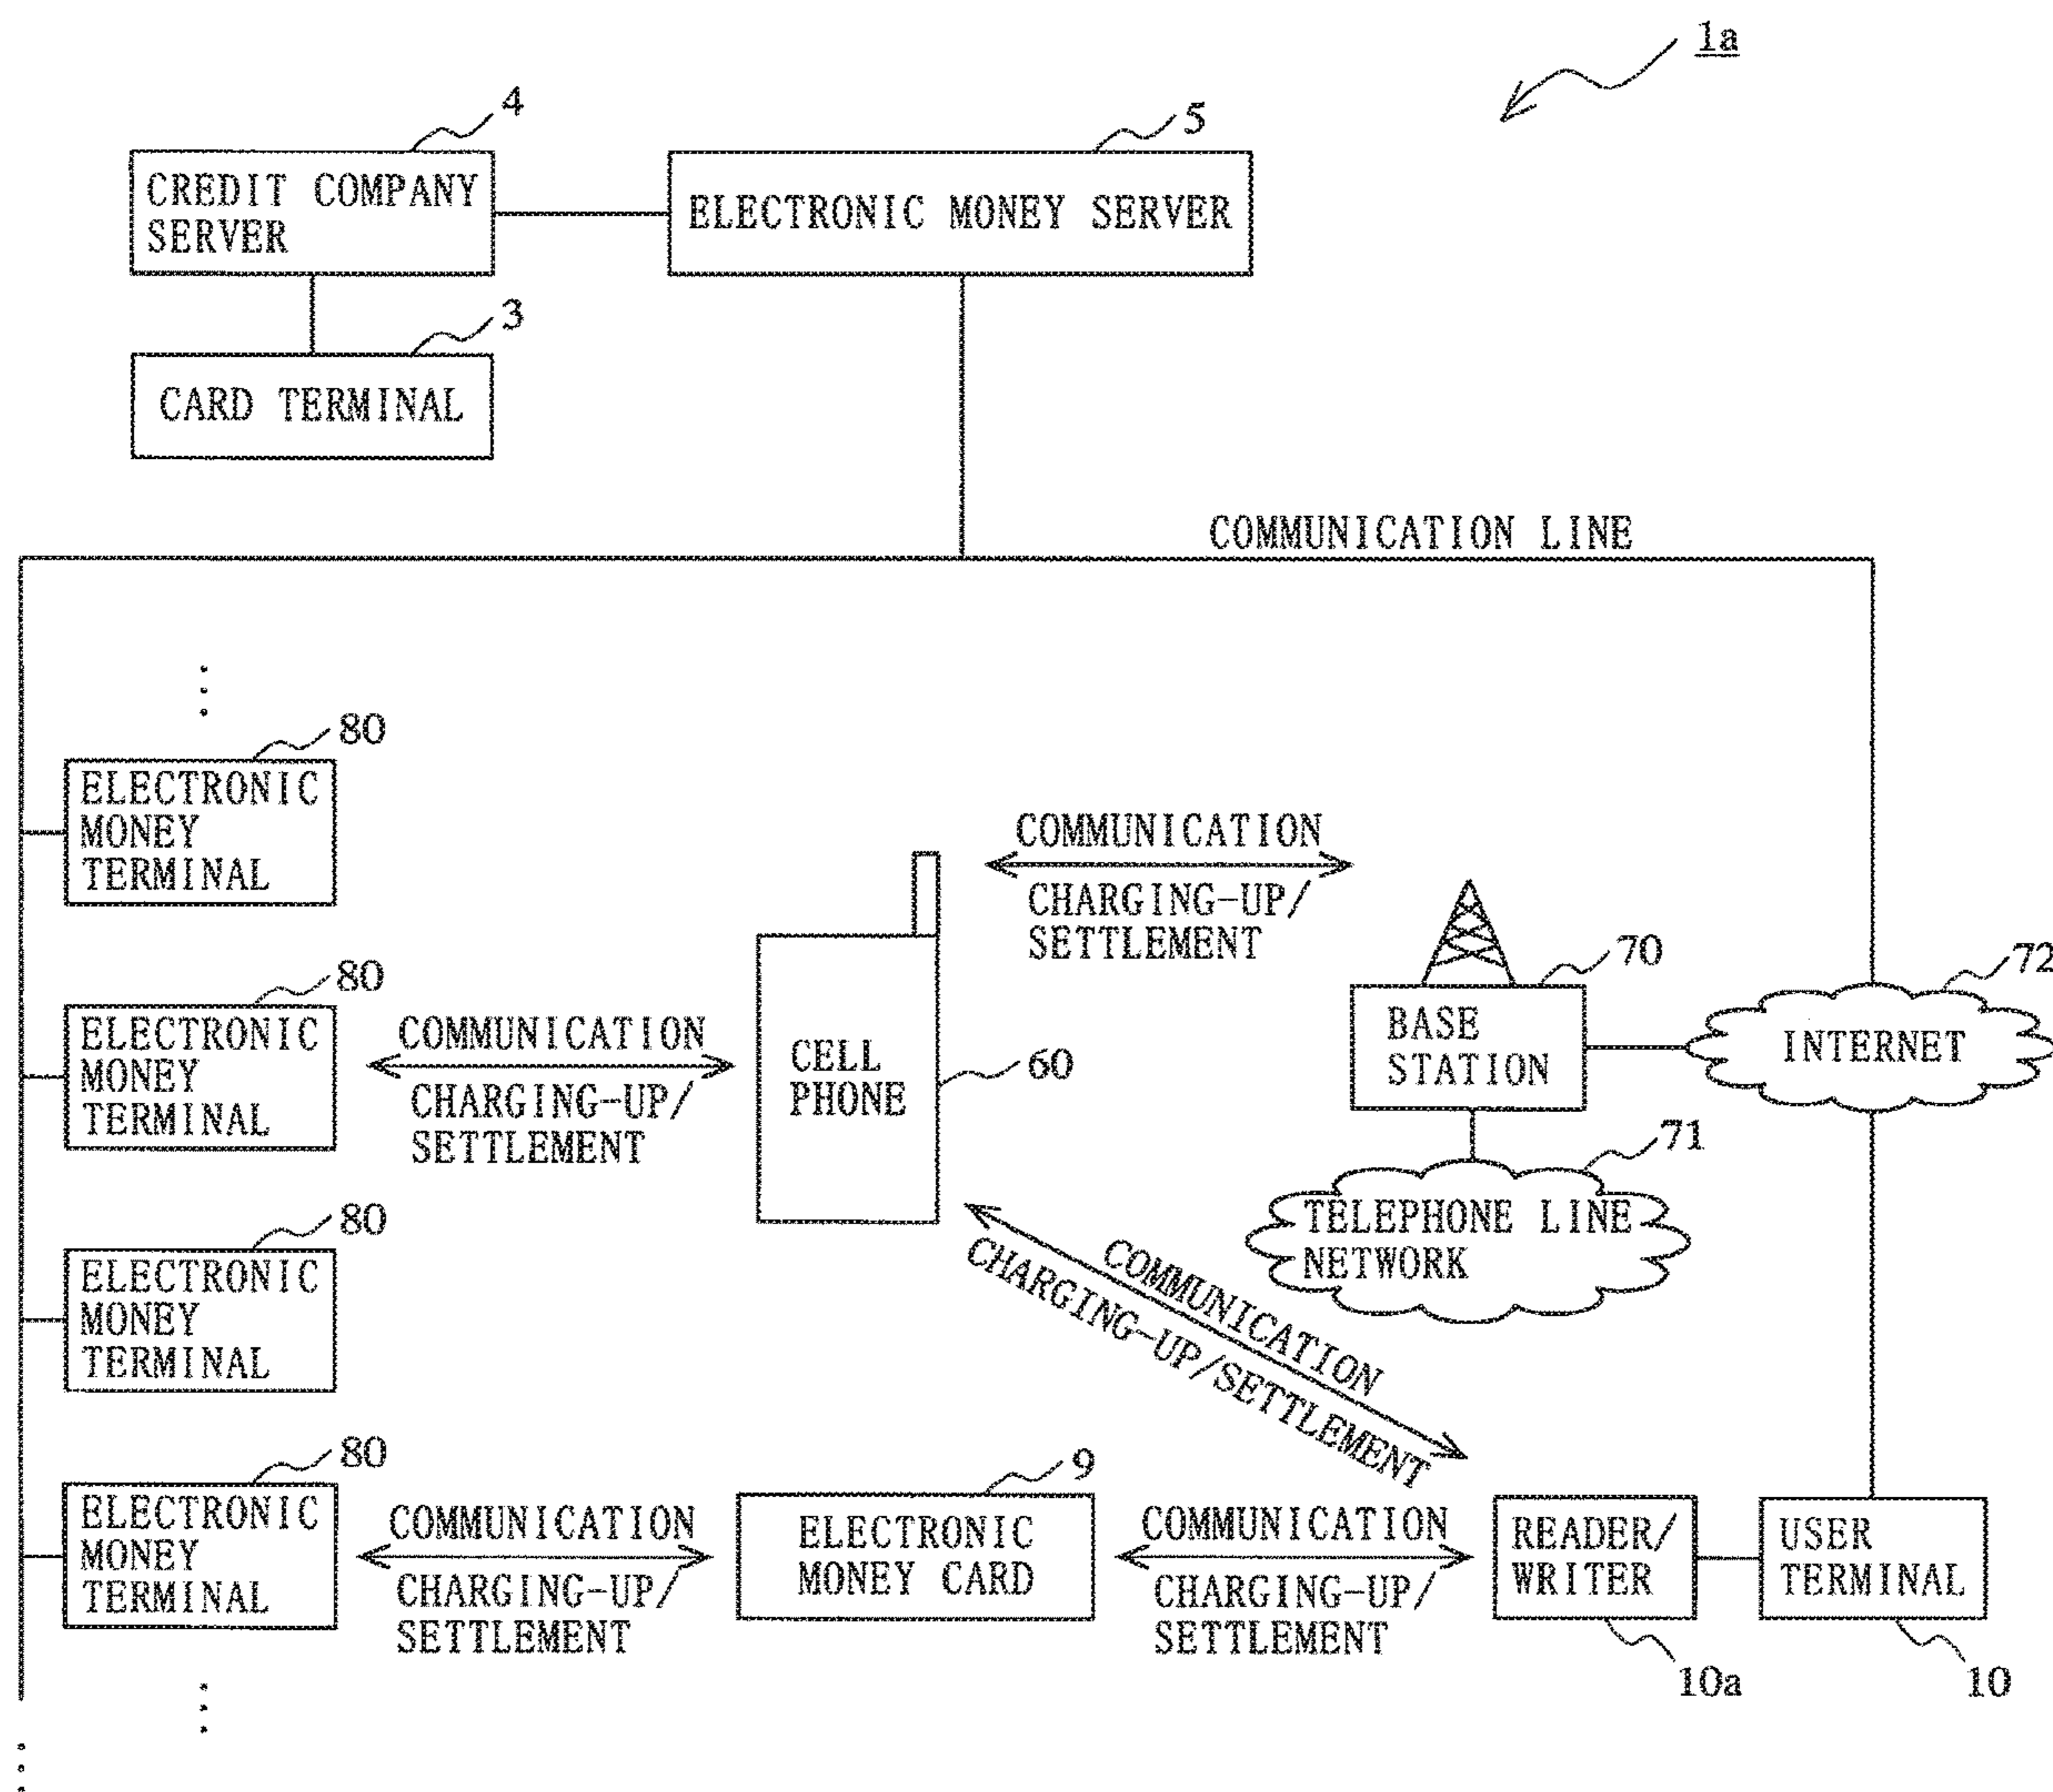 1a
4
5
CREDIT COMPANY
SERVER
ELECTRONIC MONEY SERVER
3
CARD TERMINAL
COMMUNICATION LINE
80
ELECTRONIC
MONEY
TERMINAL
COMMUNICATION
CHARGING-UP/
SETTLEMENT
80
ELECTRONIC
MONEY
TERMINAL
COMMUNICATION
CHARGING-UP/
SETTLEMENT
CELL
PHONE
60
70
BASE
STATION
72
INTERNET
71
TELEPHONE LINE
NETWORK
80
ELECTRONIC
MONEY
TERMINAL
COMMUNICATION
CHARGING-UP/SETTLEMENT
80
ELECTRONIC
MONEY
TERMINAL
COMMUNICATION
CHARGING-UP/
SETTLEMENT
9
ELECTRONIC
MONEY CARD
COMMUNICATION
CHARGING-UP/
SETTLEMENT
READER/
WRITER
10a
USER
TERMINAL
10